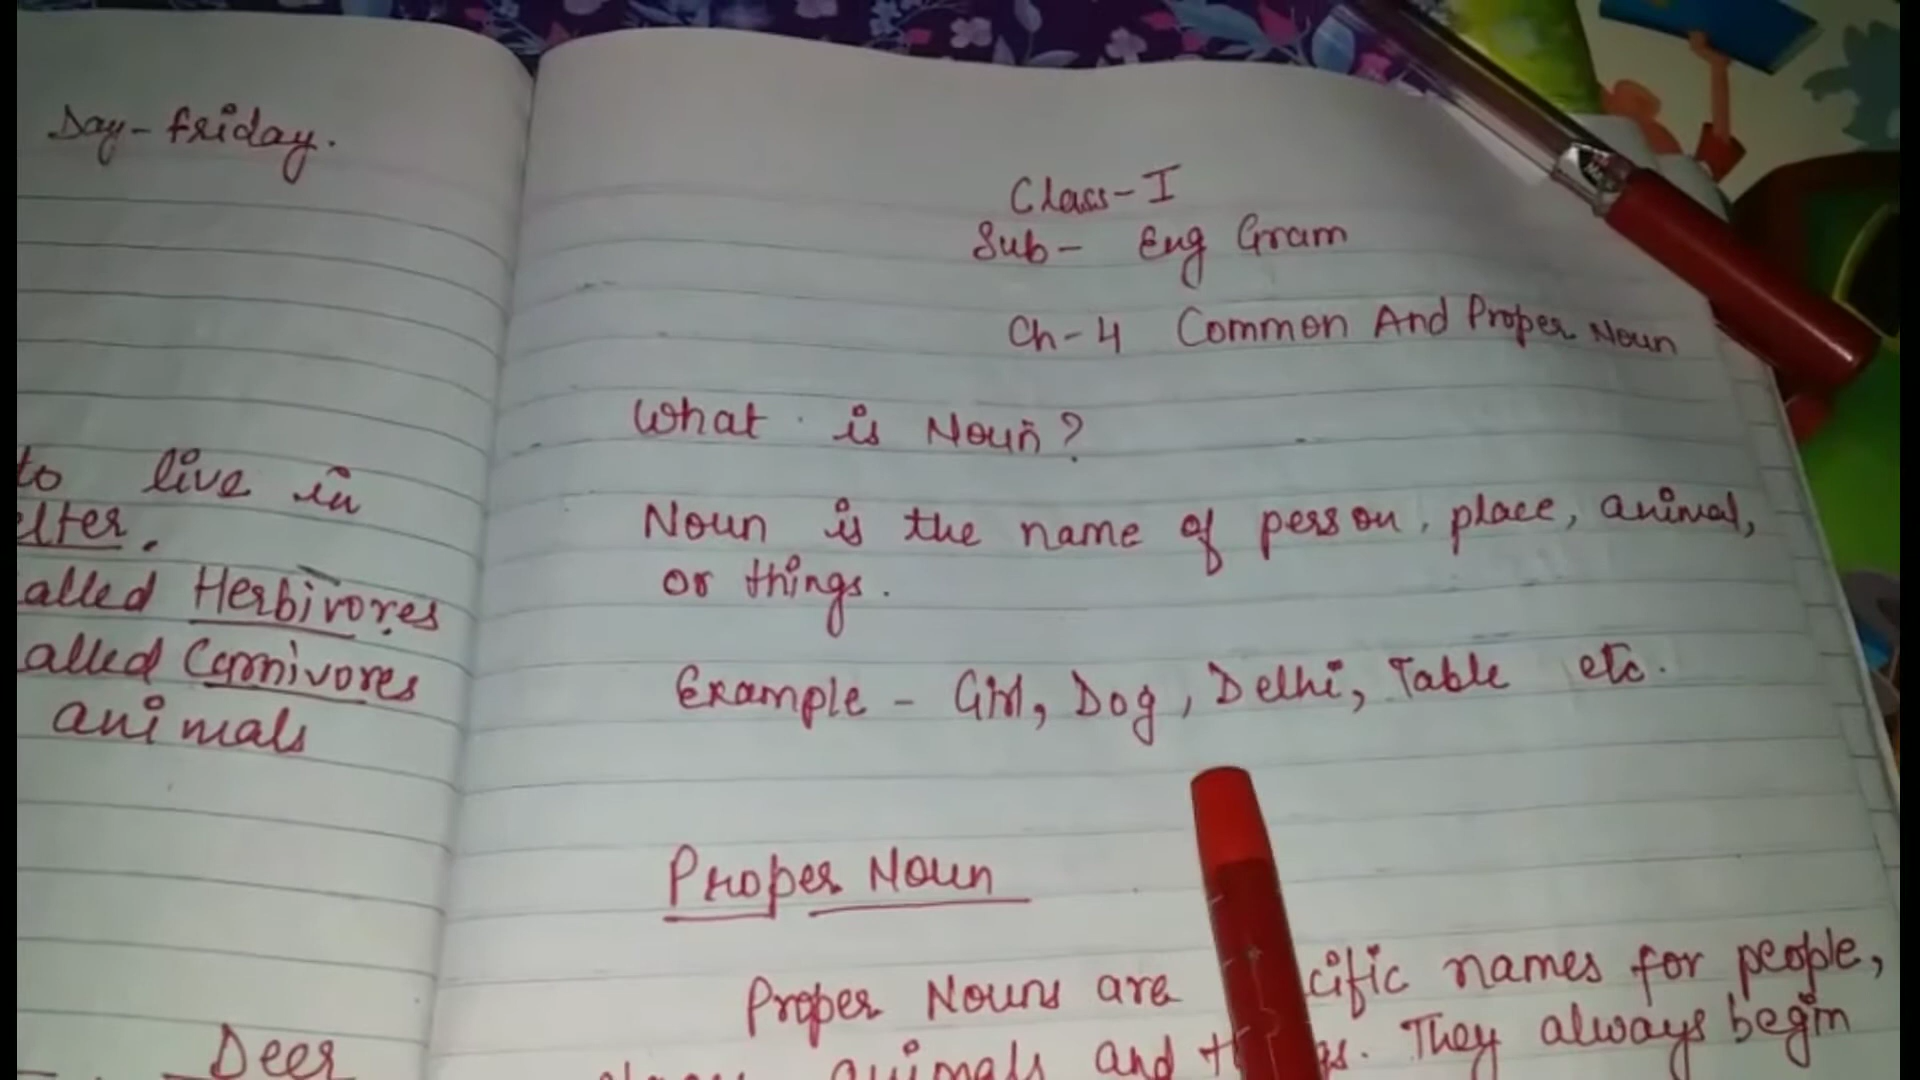 Day - friday.
to live in
elter.
alled Herbivores
alled Carnivores
animals
Deer
Class - I
Sub - Eng Gram
Ch - 4 Common And Proper Noun
What is Noun?
Noun is the name of person, place, animal,
or things.
Example - Girl, Dog, Delhi, Table etc.
Proper Noun
Proper Nouns are cific names for people,
animals and gs. They always begin